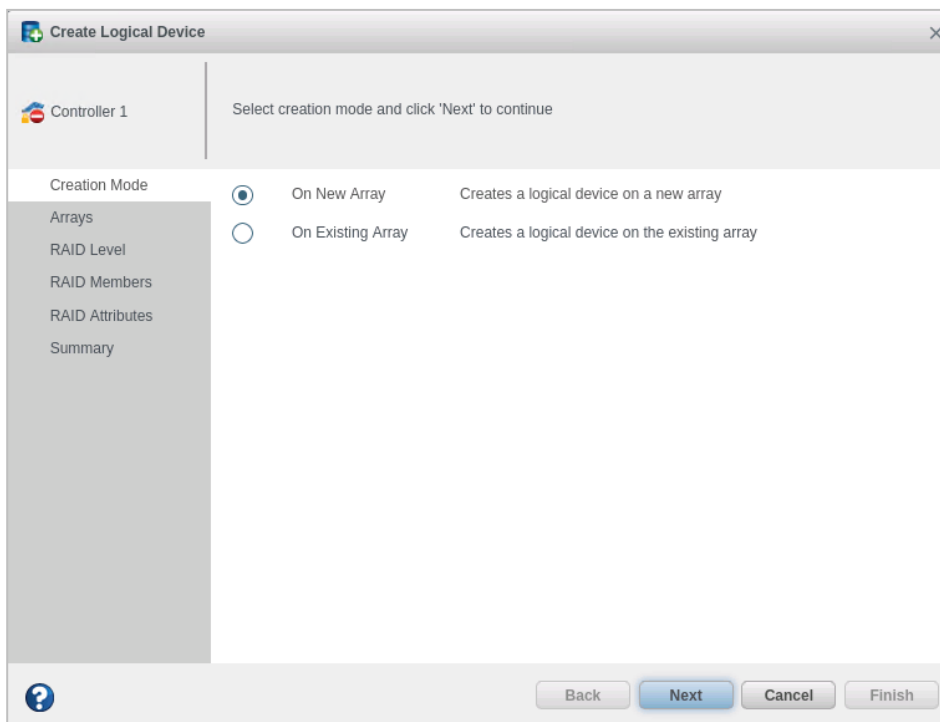 Create Logical Device
Controller 1
Select creation mode and click 'Next' to continue
Creation Mode
Arrays
RAID Level
RAID Members
RAID Attributes
Summary
On New Array Creates a logical device on a new array
On Existing Array Creates a logical device on the existing array
? Back Next Cancel Finish